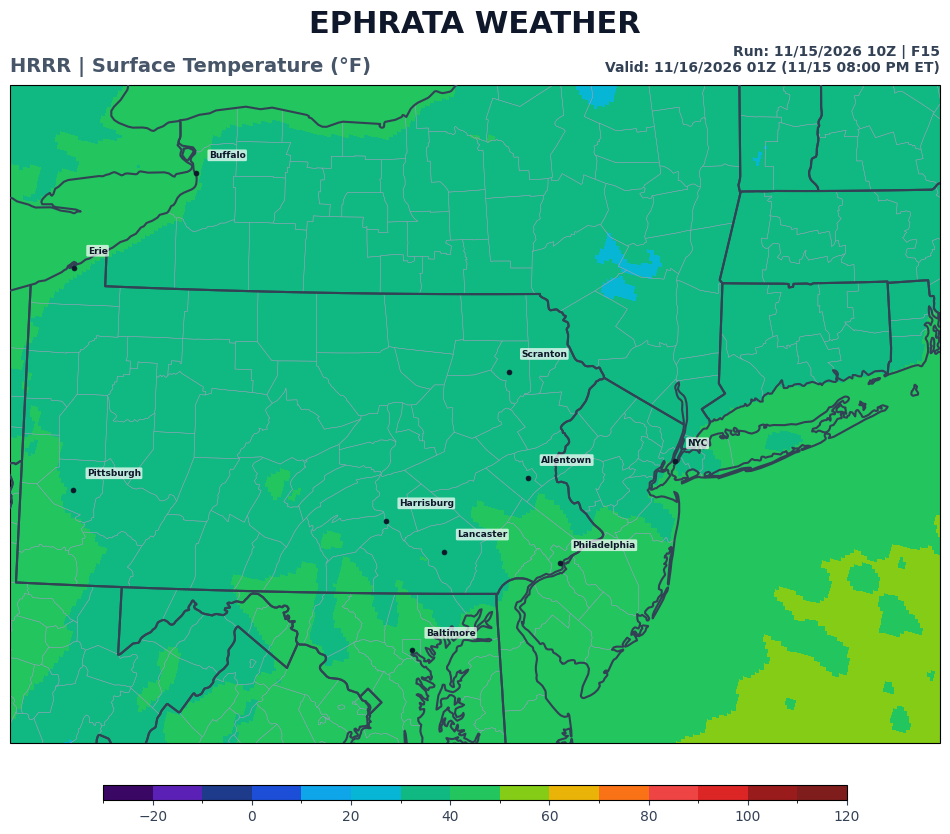 EPHRATA WEATHER
HRRR | Surface Temperature (°F)
Run: 11/15/2026 10Z | F15
Valid: 11/16/2026 01Z (11/15 08:00 PM ET)
Buffalo
Erie
Scranton
NYC
Allentown
Pittsburgh
Harrisburg
Lancaster
Philadelphia
Baltimore
−20 0 20 40 60 80 100 120